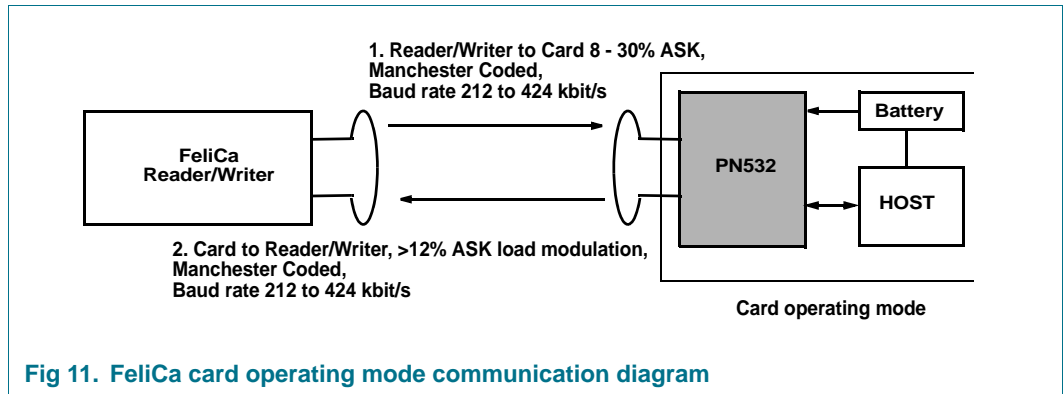 1. Reader/Writer to Card 8 - 30% ASK,
Manchester Coded,
Baud rate 212 to 424 kbit/s
FeliCa
Reader/Writer
PN532
Battery
HOST
2. Card to Reader/Writer, >12% ASK load modulation,
Manchester Coded,
Baud rate 212 to 424 kbit/s
Card operating mode
Fig 11. FeliCa card operating mode communication diagram